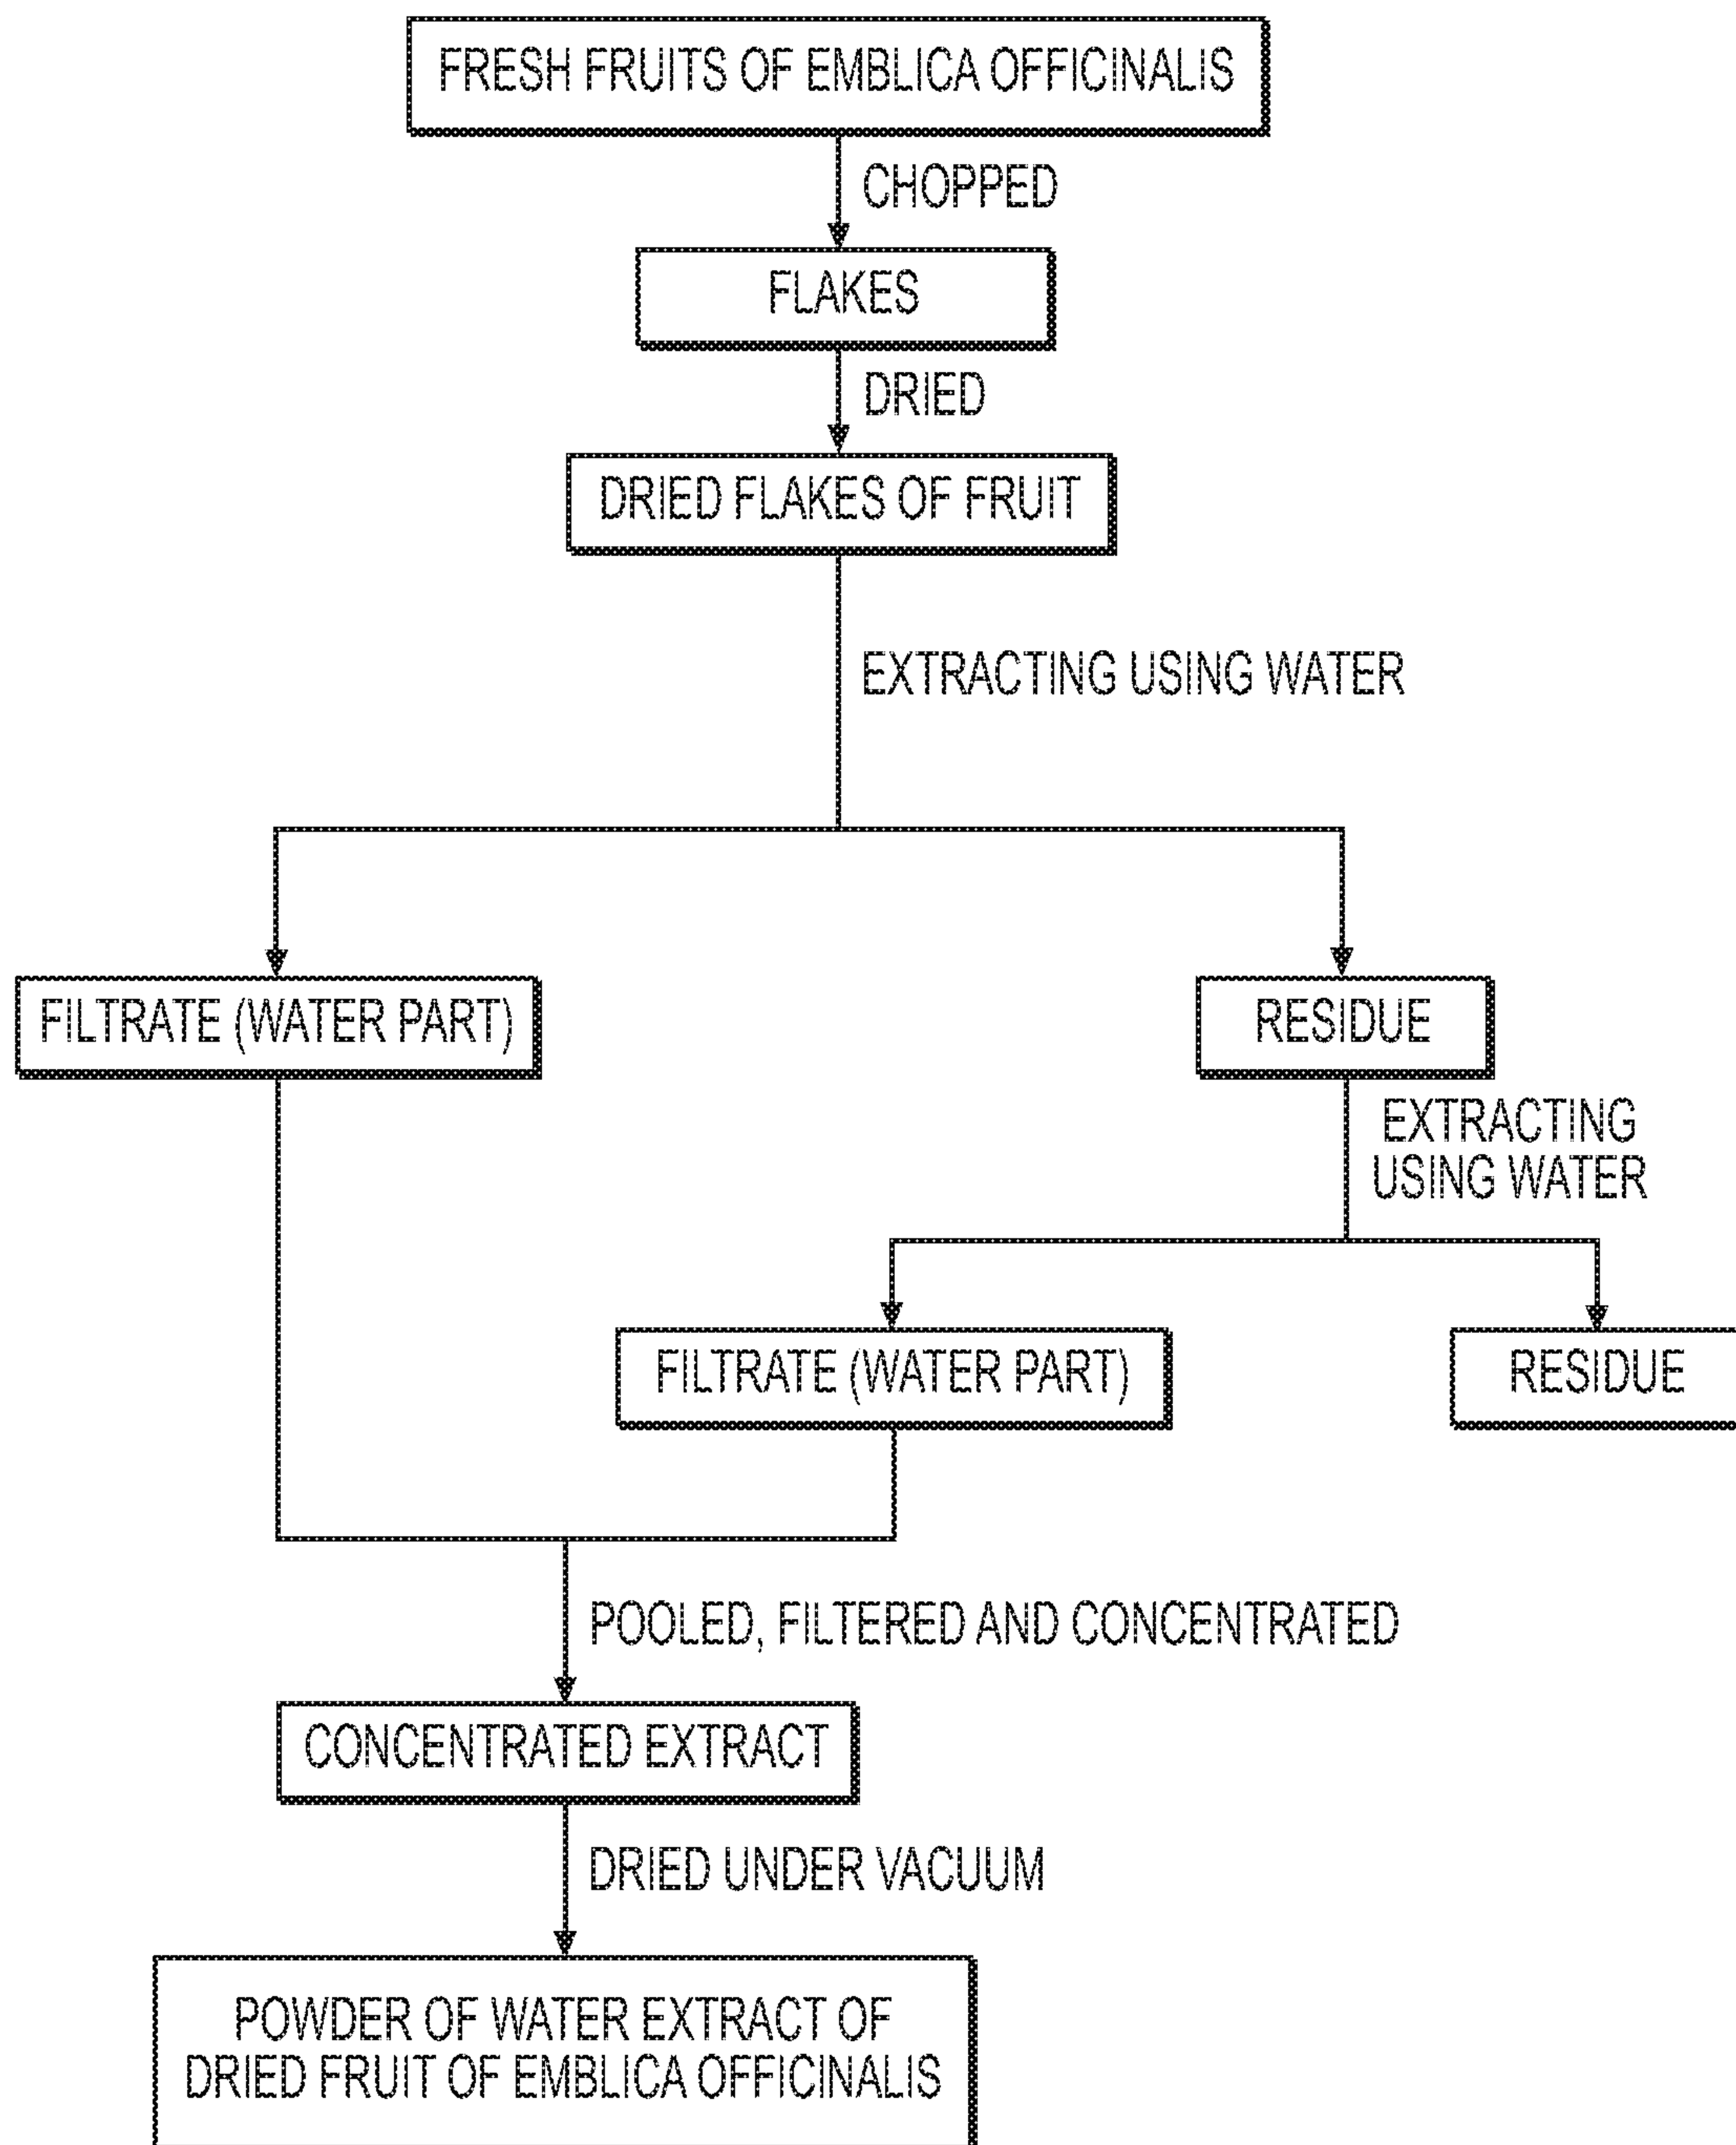 FRESH FRUITS OF EMBLICA OFFICINALIS
CHOPPED
FLAKES
DRIED
DRIED FLAKES OF FRUIT
EXTRACTING USING WATER
FILTRATE (WATER PART)
RESIDUE
EXTRACTING
USING WATER
FILTRATE (WATER PART)
RESIDUE
POOLED, FILTERED AND CONCENTRATED
CONCENTRATED EXTRACT
DRIED UNDER VACUUM
POWDER OF WATER EXTRACT OF
DRIED FRUIT OF EMBLICA OFFICINALIS